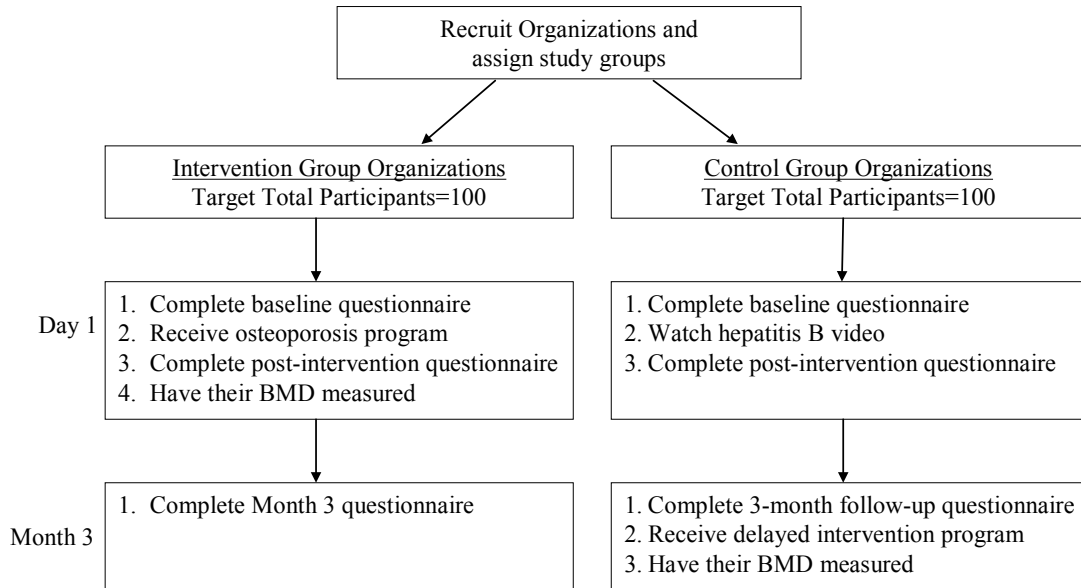 Recruit Organizations and
assign study groups
Intervention Group Organizations
Target Total Participants=100
Control Group Organizations
Target Total Participants=100
Day 1
1. Complete baseline questionnaire
2. Receive osteoporosis program
3. Complete post-intervention questionnaire
4. Have their BMD measured
1. Complete baseline questionnaire
2. Watch hepatitis B video
3. Complete post-intervention questionnaire
Month 3
1. Complete Month 3 questionnaire
1. Complete 3-month follow-up questionnaire
2. Receive delayed intervention program
3. Have their BMD measured